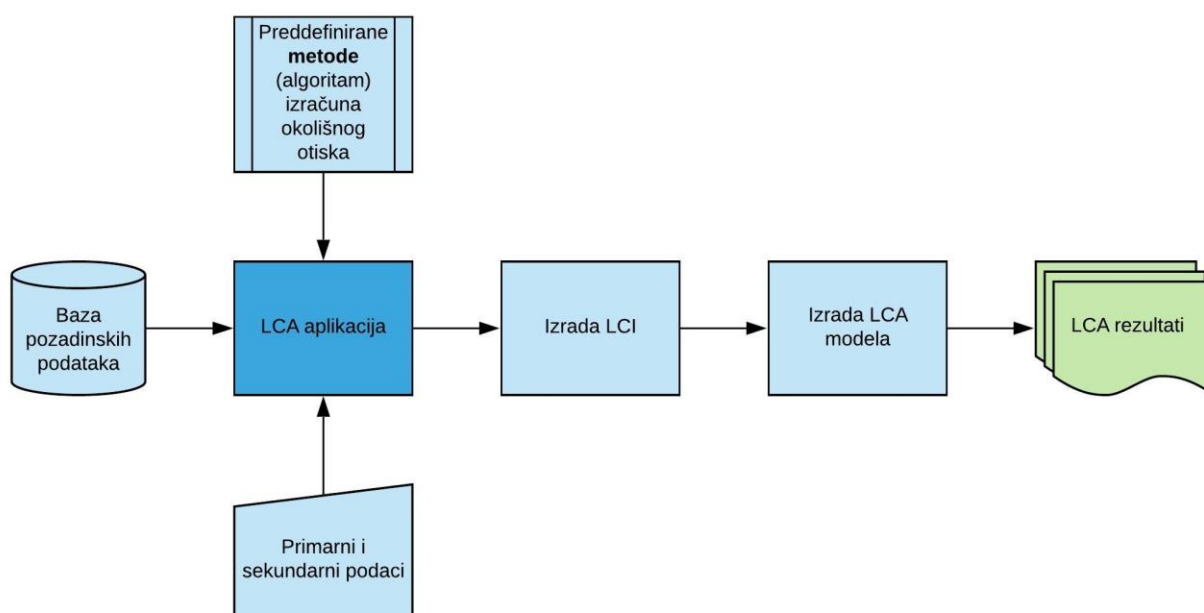 Preddefinirane
metode
(algoritam)
izračuna
okolišnog
otiska
Baza
pozadinskih
podataka
LCA aplikacija
Izrada LCI
Izrada LCA
modela
LCA rezultati
Primarni i
sekundarni podaci